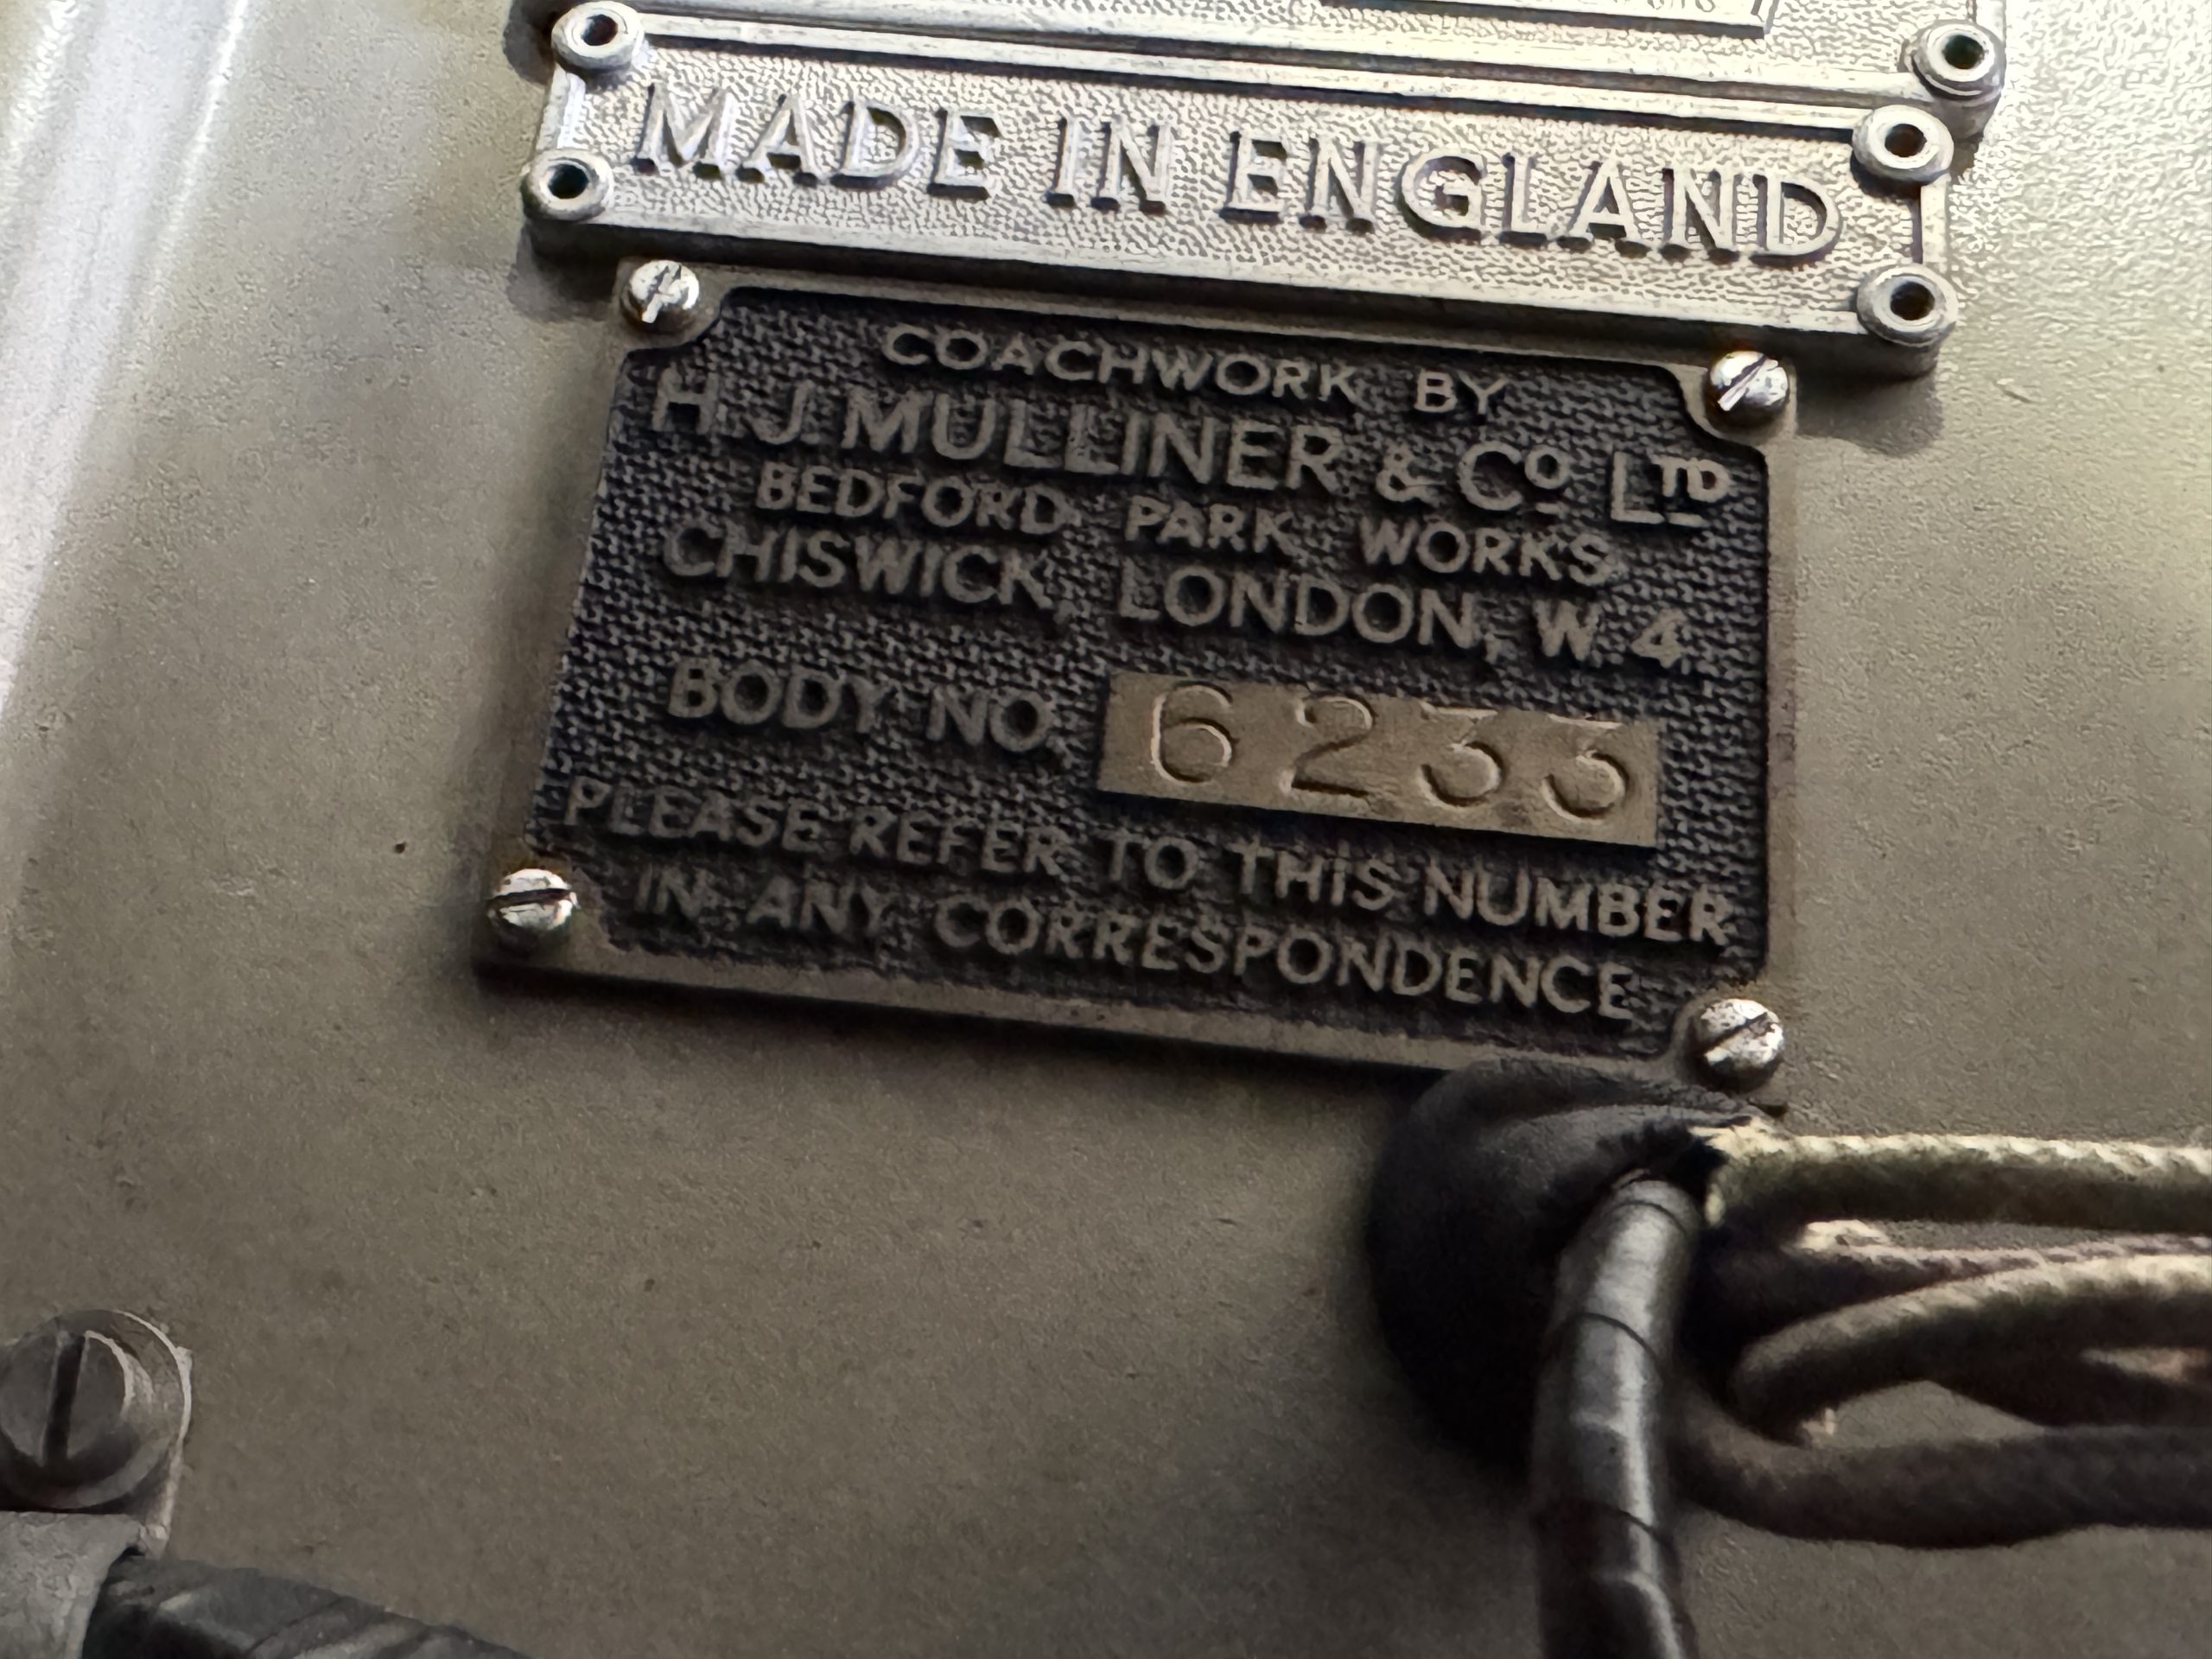 MADE IN ENGLAND
COACHWORK BY
H. J. MULLINER & Cº LTD
BEDFORD PARK WORKS
CHISWICK, LONDON, W 4.
BODY NO. 6233
PLEASE REFER TO THIS NUMBER
IN ANY CORRESPONDENCE